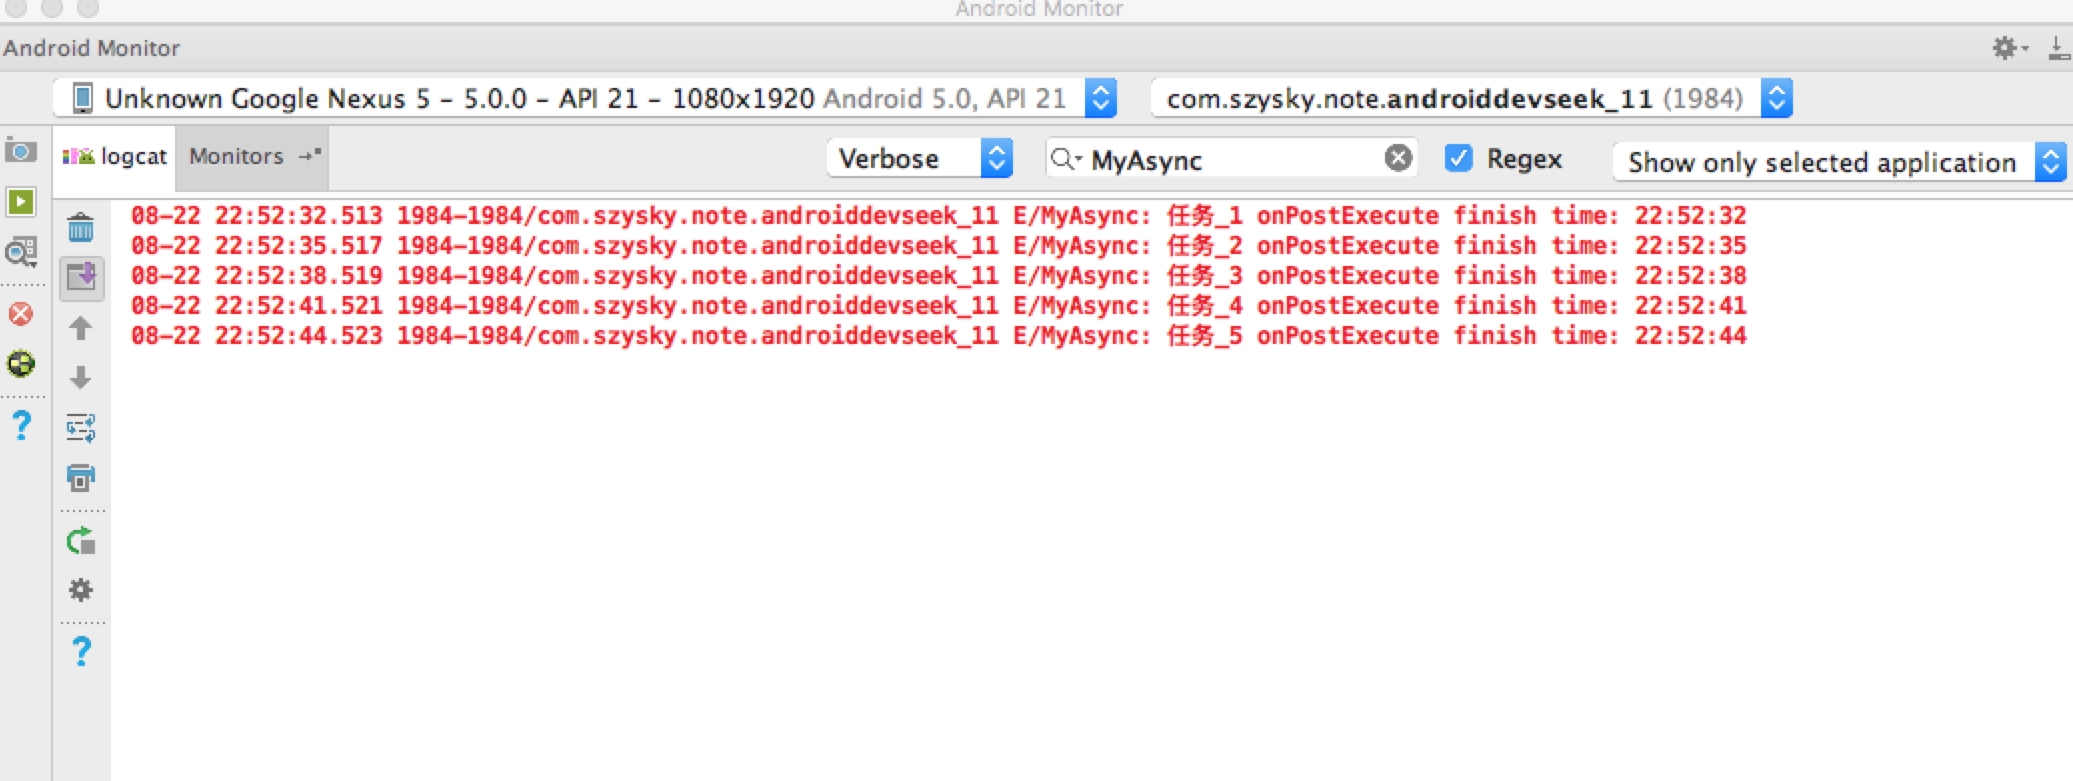 Android Monitor
Android Monitor
Unknown Google Nexus 5 – 5.0.0 – API 21 – 1080x1920 Android 5.0, API 21
com.szysky.note.androiddevseek_11 (1984)
logcat
Monitors
Verbose
MyAsync
Regex
Show only selected application
08–22 22:52:32.513 1984–1984/com.szysky.note.androiddevseek_11 E/MyAsync: 任务_1 onPostExecute finish time: 22:52:32
08–22 22:52:35.517 1984–1984/com.szysky.note.androiddevseek_11 E/MyAsync: 任务_2 onPostExecute finish time: 22:52:35
08–22 22:52:38.519 1984–1984/com.szysky.note.androiddevseek_11 E/MyAsync: 任务_3 onPostExecute finish time: 22:52:38
08–22 22:52:41.521 1984–1984/com.szysky.note.androiddevseek_11 E/MyAsync: 任务_4 onPostExecute finish time: 22:52:41
08–22 22:52:44.523 1984–1984/com.szysky.note.androiddevseek_11 E/MyAsync: 任务_5 onPostExecute finish time: 22:52:44